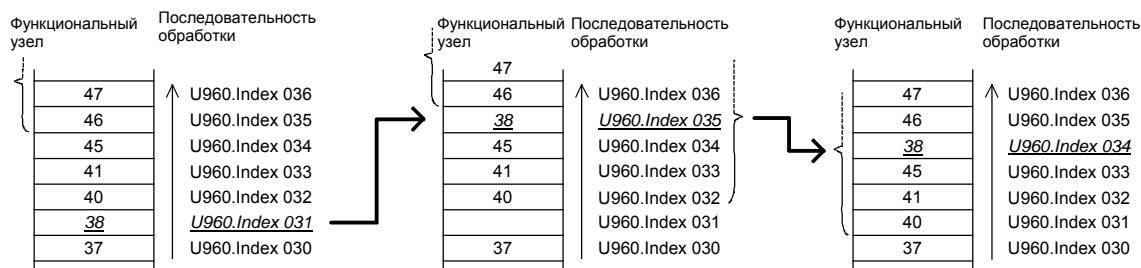 Функциональный узел
Последовательность обработки
47 U960.Index 036
46 U960.Index 035
45 U960.Index 034
41 U960.Index 033
40 U960.Index 032
38 U960.Index 031
37 U960.Index 030
Функциональный узел
Последовательность обработки
47
46 U960.Index 036
38 U960.Index 035
45 U960.Index 034
41 U960.Index 033
40 U960.Index 032
U960.Index 031
37 U960.Index 030
Функциональный узел
Последовательность обработки
47 U960.Index 036
46 U960.Index 035
38 U960.Index 034
45 U960.Index 033
41 U960.Index 032
40 U960.Index 031
37 U960.Index 030